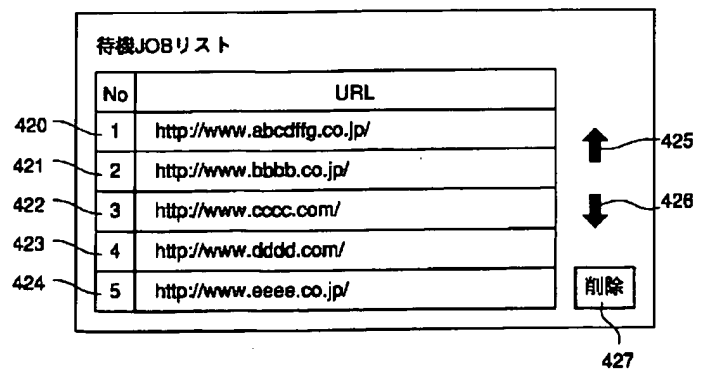 待機JOBリスト
No URL
420 1 http://www.abcdffg.co.jp/
425
421 2 http://www.bbbb.co.jp/
422 3 http://www.cccc.com/
426
423 4 http://www.dddd.com/
424 5 http://www.eeee.co.jp/
削除
427